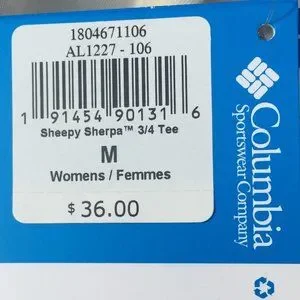 1804671106
AL1227 - 106
1 91454 90131 6
Sheepy Sherpa™ 3/4 Tee
M
Womens / Femmes
$ 36.00
Columbia
Sportswear Company